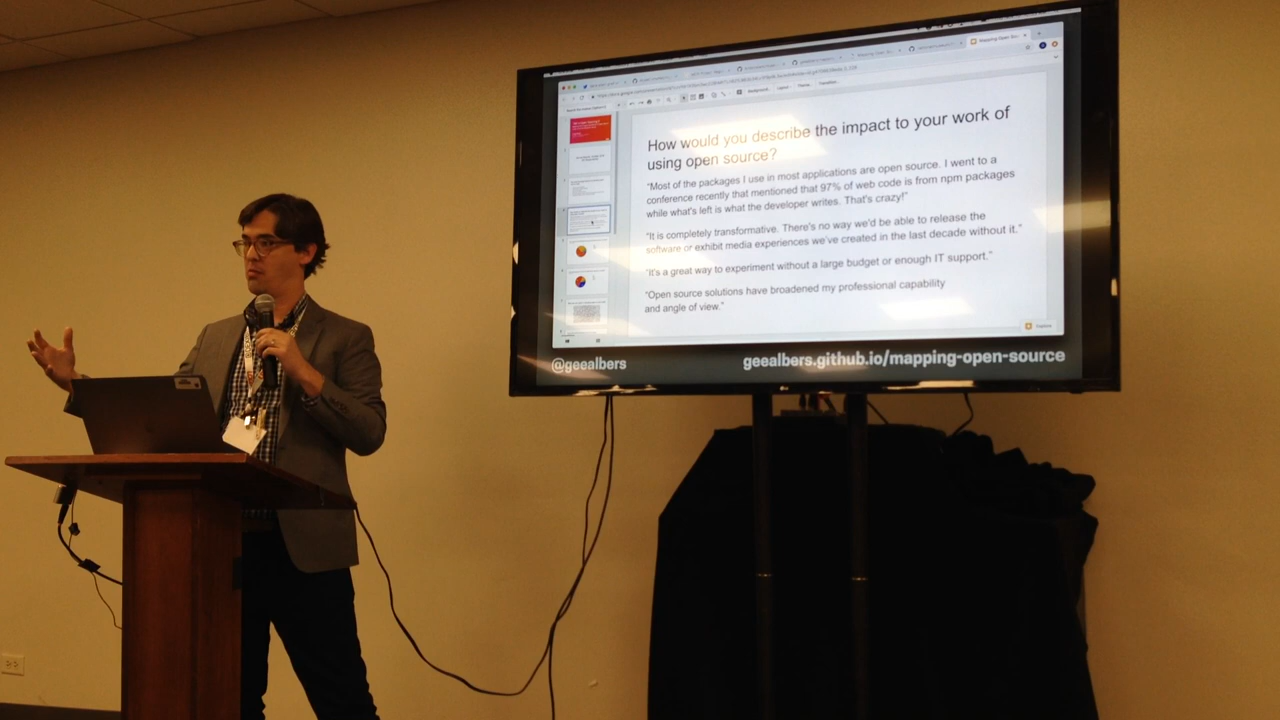 How would you describe the impact to your work of
using open source?
“Most of the packages I use in most applications are open source. I went to a
conference recently that mentioned that 97% of web code is from npm packages
while what's left is what the developer writes. That's crazy!”
“It is completely transformative. There's no way we'd be able to release the
software or exhibit media experiences we've created in the last decade without it.”
“It's a great way to experiment without a large budget or enough IT support.”
“Open source solutions have broadened my professional capability
and angle of view.”
@geealbers
geealbers.github.io/mapping-open-source